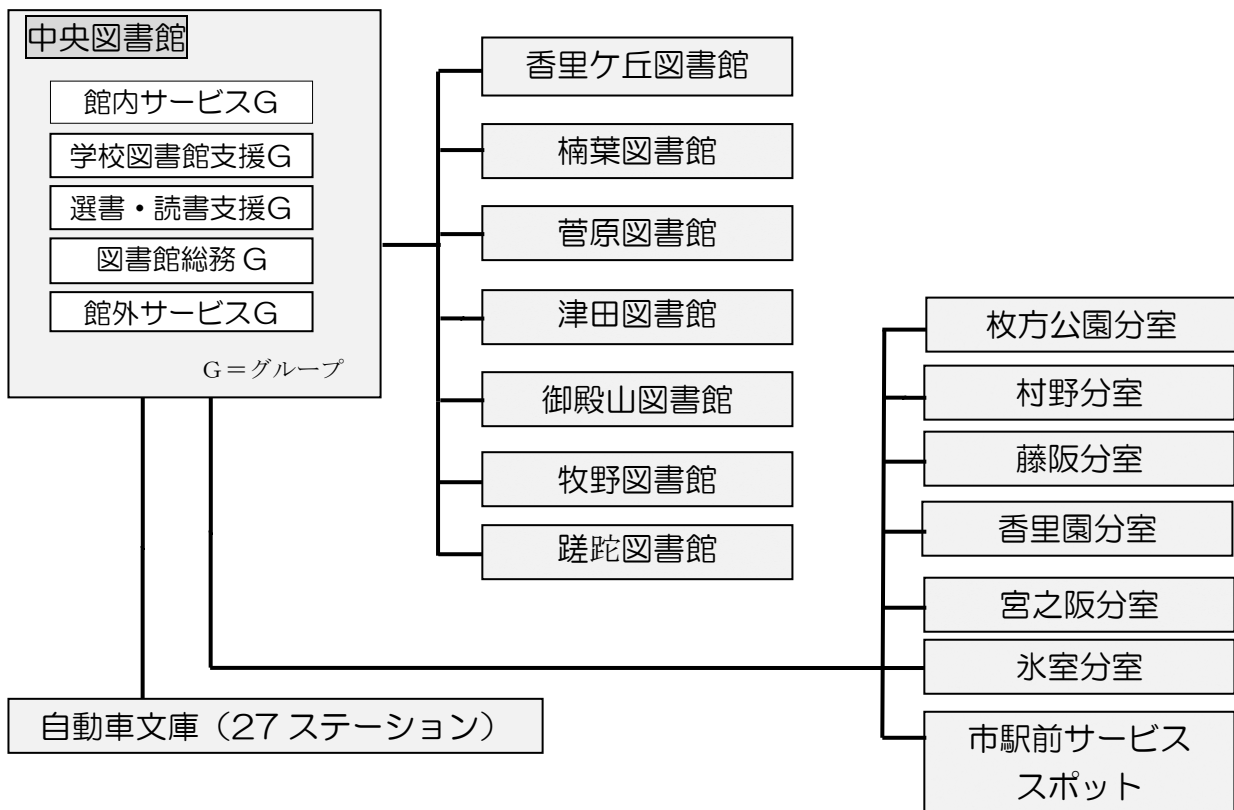 中央図書館
館内サービスG
学校図書館支援G
選書・読書支援G
図書館総務 G
館外サービスG
G＝グループ
香里ケ丘図書館
楠葉図書館
菅原図書館
津田図書館
御殿山図書館
牧野図書館
蹉跎図書館
枚方公園分室
村野分室
藤阪分室
香里園分室
宮之阪分室
氷室分室
市駅前サービス
スポット
自動車文庫（27 ステーション）